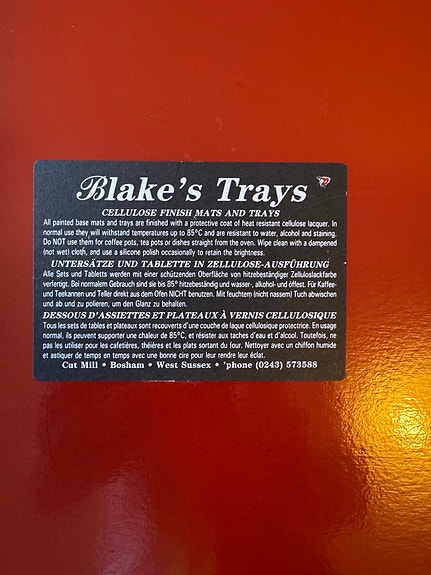 Blake's Trays
CELLULOSE FINISH MATS AND TRAYS
All painted base mats and trays are finished with a protective coat of heat resistant cellulose lacquer. In
normal use they will withstand temperatures up to 85°C and are resistant to water, alcohol and staining.
Do NOT use them for coffee pots, tea pots or dishes straight from the oven. Wipe clean with a dampened
(not wet) cloth, and use a silicone polish occasionally to retain the brightness.
UNTERSÄTZE UND TABLETTE IN ZELLULOSE-AUSFÜHRUNG
Alle Sets und Tabletts werden mit einer schützenden Oberfläche von hitzebeständiger Zelluloslackfarbe
verfertigt. Bei normalem Gebrauch sind sie bis 85° hitzebeständig und wasser-, alkohol- und ölfest. Für Kaffee-
und Teekannen und Teller direkt aus dem Ofen NICHT benutzen. Mit feuchtem (nicht nassem) Tuch abwischen
und ab und zu polieren, um den Glanz zu behalten.
DESSOUS D'ASSIETTES ET PLATEAUX À VERNIS CELLULOSIQUE
Tous les sets de tables et plateaux sont recouverts d'une couche de laque cellulosique protectrice. En usage
normal, ils peuvent supporter une chaleur de 85°C, et résister aux taches d'eau et d'alcool. Toutefois, ne
pas les utiliser pour les cafetières, théières et les plats sortant du four. Nettoyer avec un chiffon humide
et astiquer de temps en temps avec une bonne cire pour leur rendre leur éclat.
Cut Mill • Bosham • West Sussex • 'phone (0243) 573588